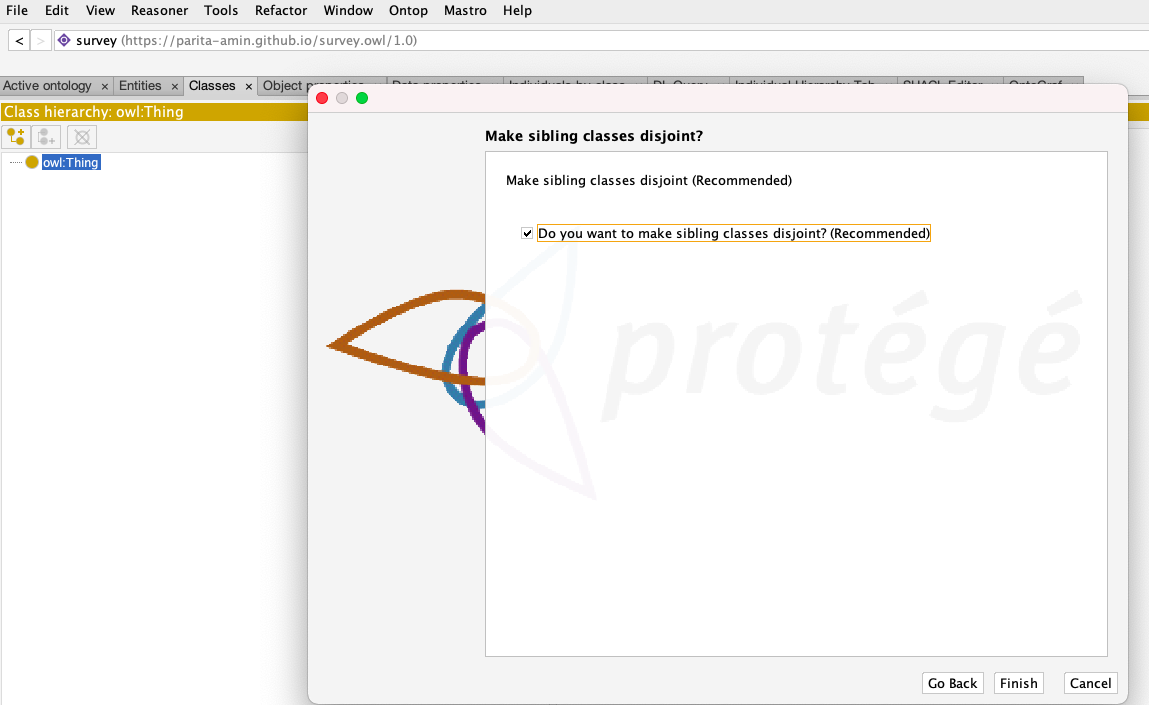 File Edit View Reasoner Tools Refactor Window Ontop Mastro Help
< > survey (https://parita-amin.github.io/survey.owl/1.0)
Active ontology × Entities × Classes × Object
Class hierarchy: owl:Thing
owl:Thing
Make sibling classes disjoint?
Make sibling classes disjoint (Recommended)
Do you want to make sibling classes disjoint? (Recommended)
protégé
Go Back Finish Cancel